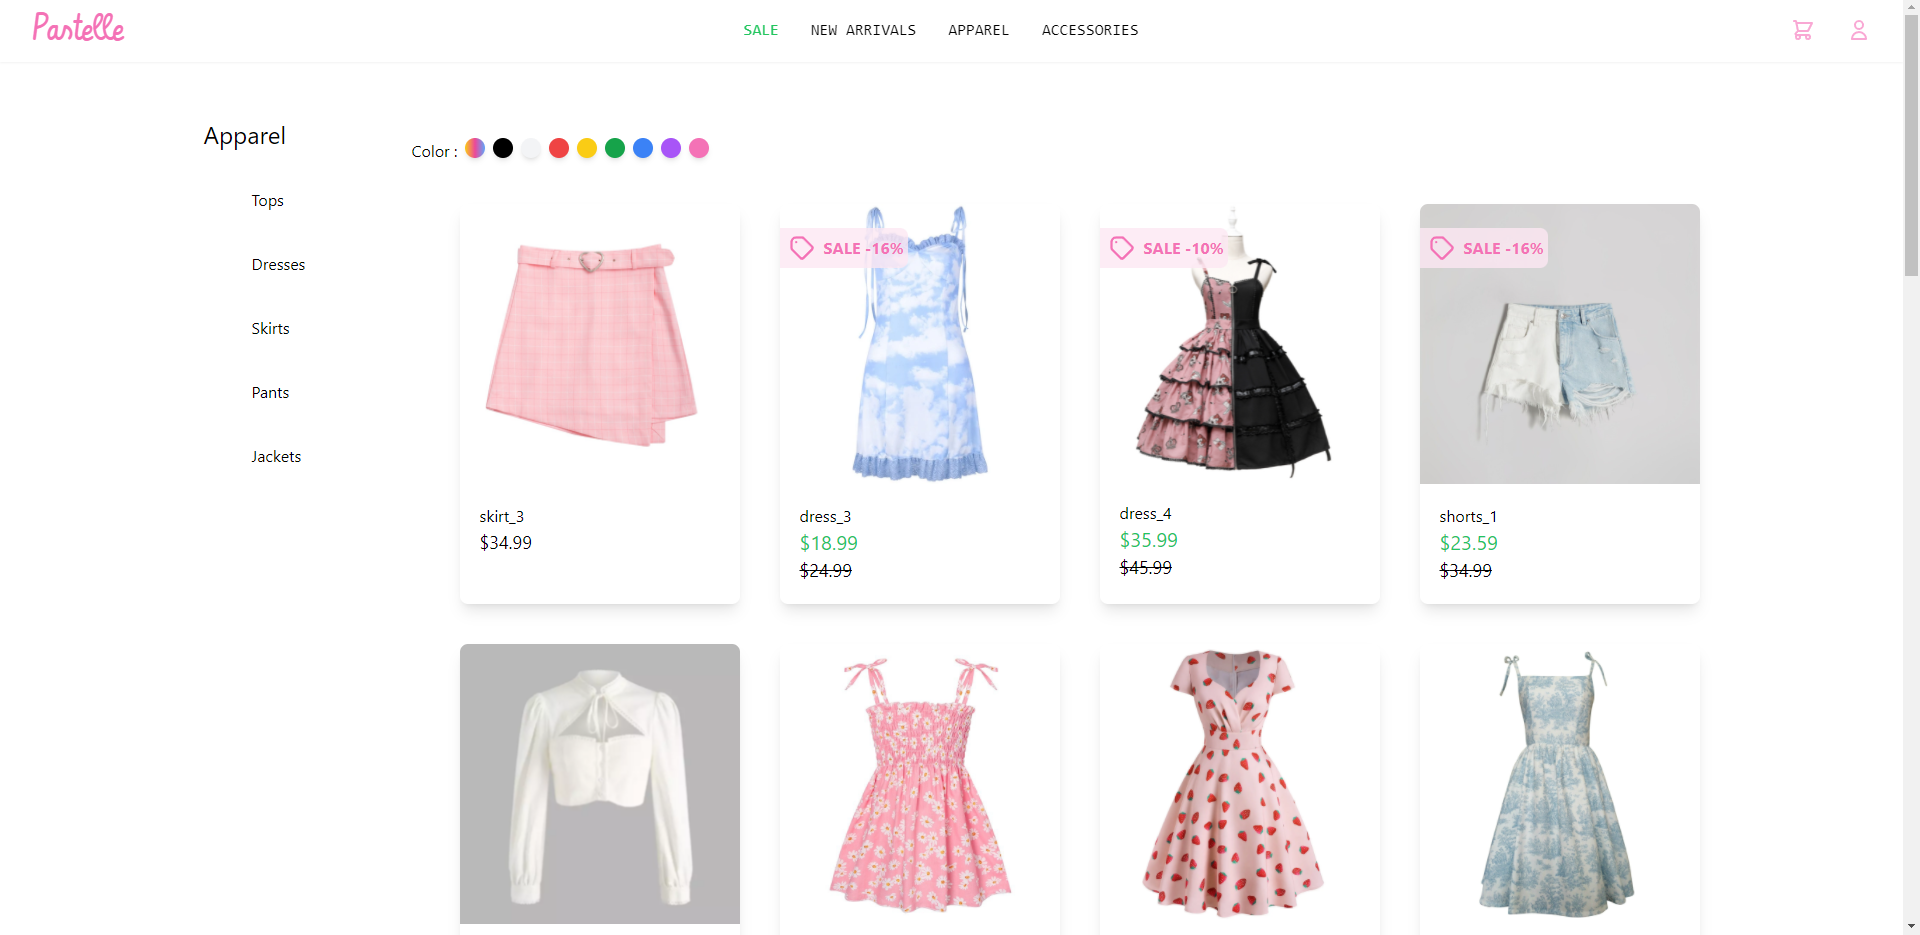 Pastelle
SALE NEW ARRIVALS APPAREL ACCESSORIES
Apparel
Color :
Tops
Dresses
Skirts
Pants
Jackets
SALE -16%
SALE -10%
SALE -16%
skirt_3
$34.99
dress_3
$18.99
$24.99
dress_4
$35.99
$45.99
shorts_1
$23.59
$34.99